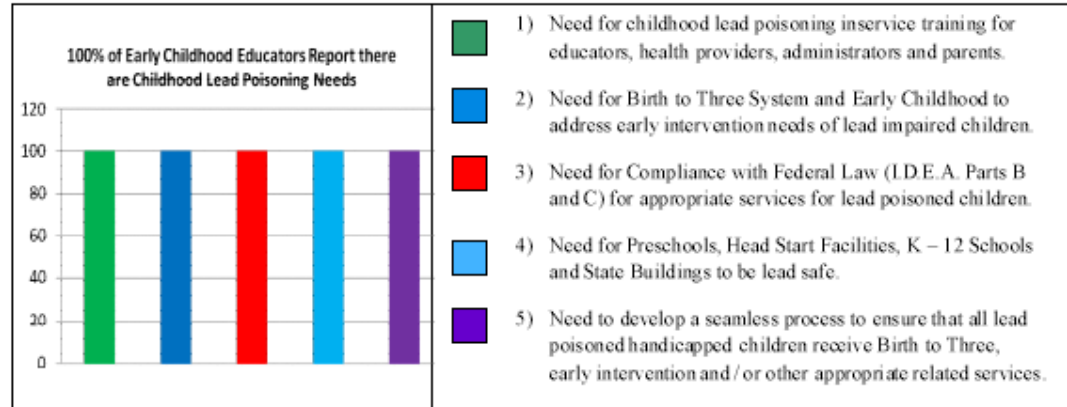 100% of Early Childhood Educators Report there
are Childhood Lead Poisoning Needs
120
100
80
60
40
20
0
1) Need for childhood lead poisoning inservice training for
educators, health providers, administrators and parents.
2) Need for Birth to Three System and Early Childhood to
address early intervention needs of lead impaired children.
3) Need for Compliance with Federal Law (I.D.E.A. Parts B
and C) for appropriate services for lead poisoned children.
4) Need for Preschools, Head Start Facilities, K – 12 Schools
and State Buildings to be lead safe.
5) Need to develop a seamless process to ensure that all lead
poisoned handicapped children receive Birth to Three,
early intervention and / or other appropriate related services.